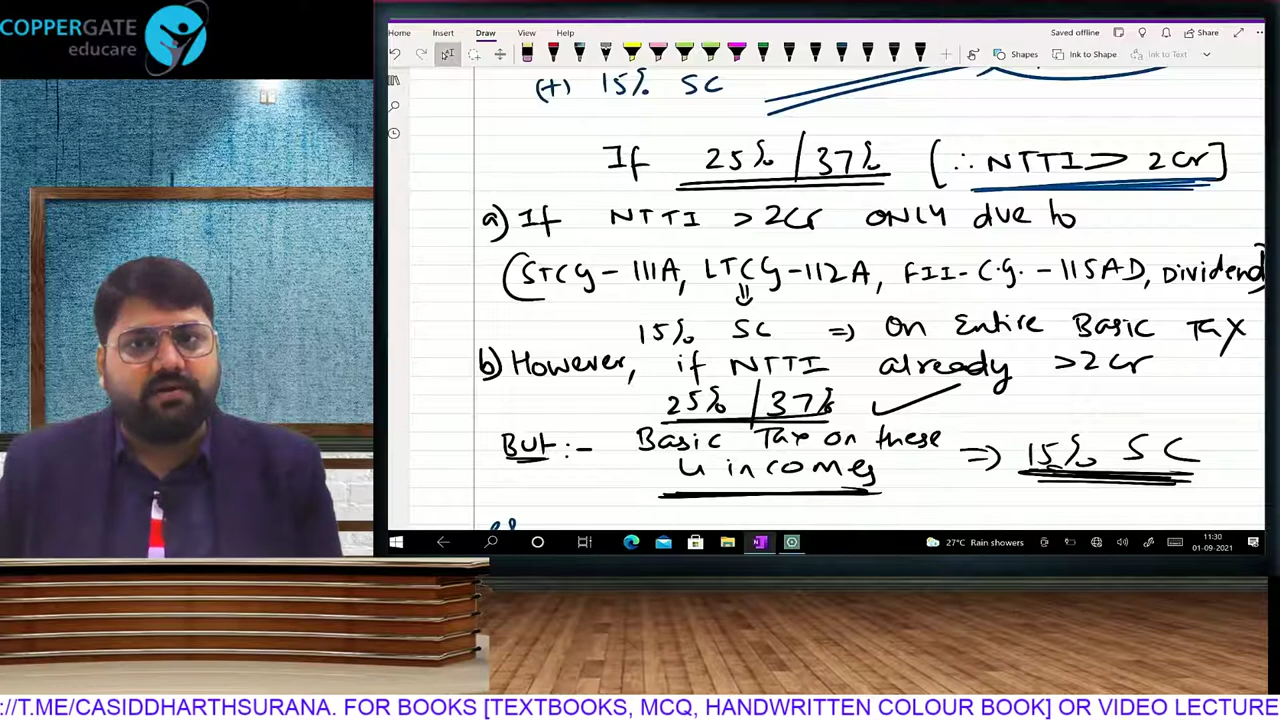 COPPERGATE
educare
Home Insert Draw View Help
Saved offline
Share
Shapes
Ink to Shape
Ink to Text
(+) 15% SC
If 25% / 37% [∴ NTTI > 2Cr]
a) If NTTI > 2Cr ONLY due to
(STCG - 111A, LTCG - 112A, FII - C.G. - 115AD, Dividend]
15% SC ⇒ On Entire Basic Tax
b) However, if NTTI already > 2Cr
25% / 37%
But :- Basic Tax on these
4 incomes ⇒ 15% SC
27°C Rain showers
11:30
01-09-2021
://T.ME/CASIDDHARTHSURANA. FOR BOOKS [TEXTBOOKS, MCQ, HANDWRITTEN COLOUR BOOK] OR VIDEO LECTURE